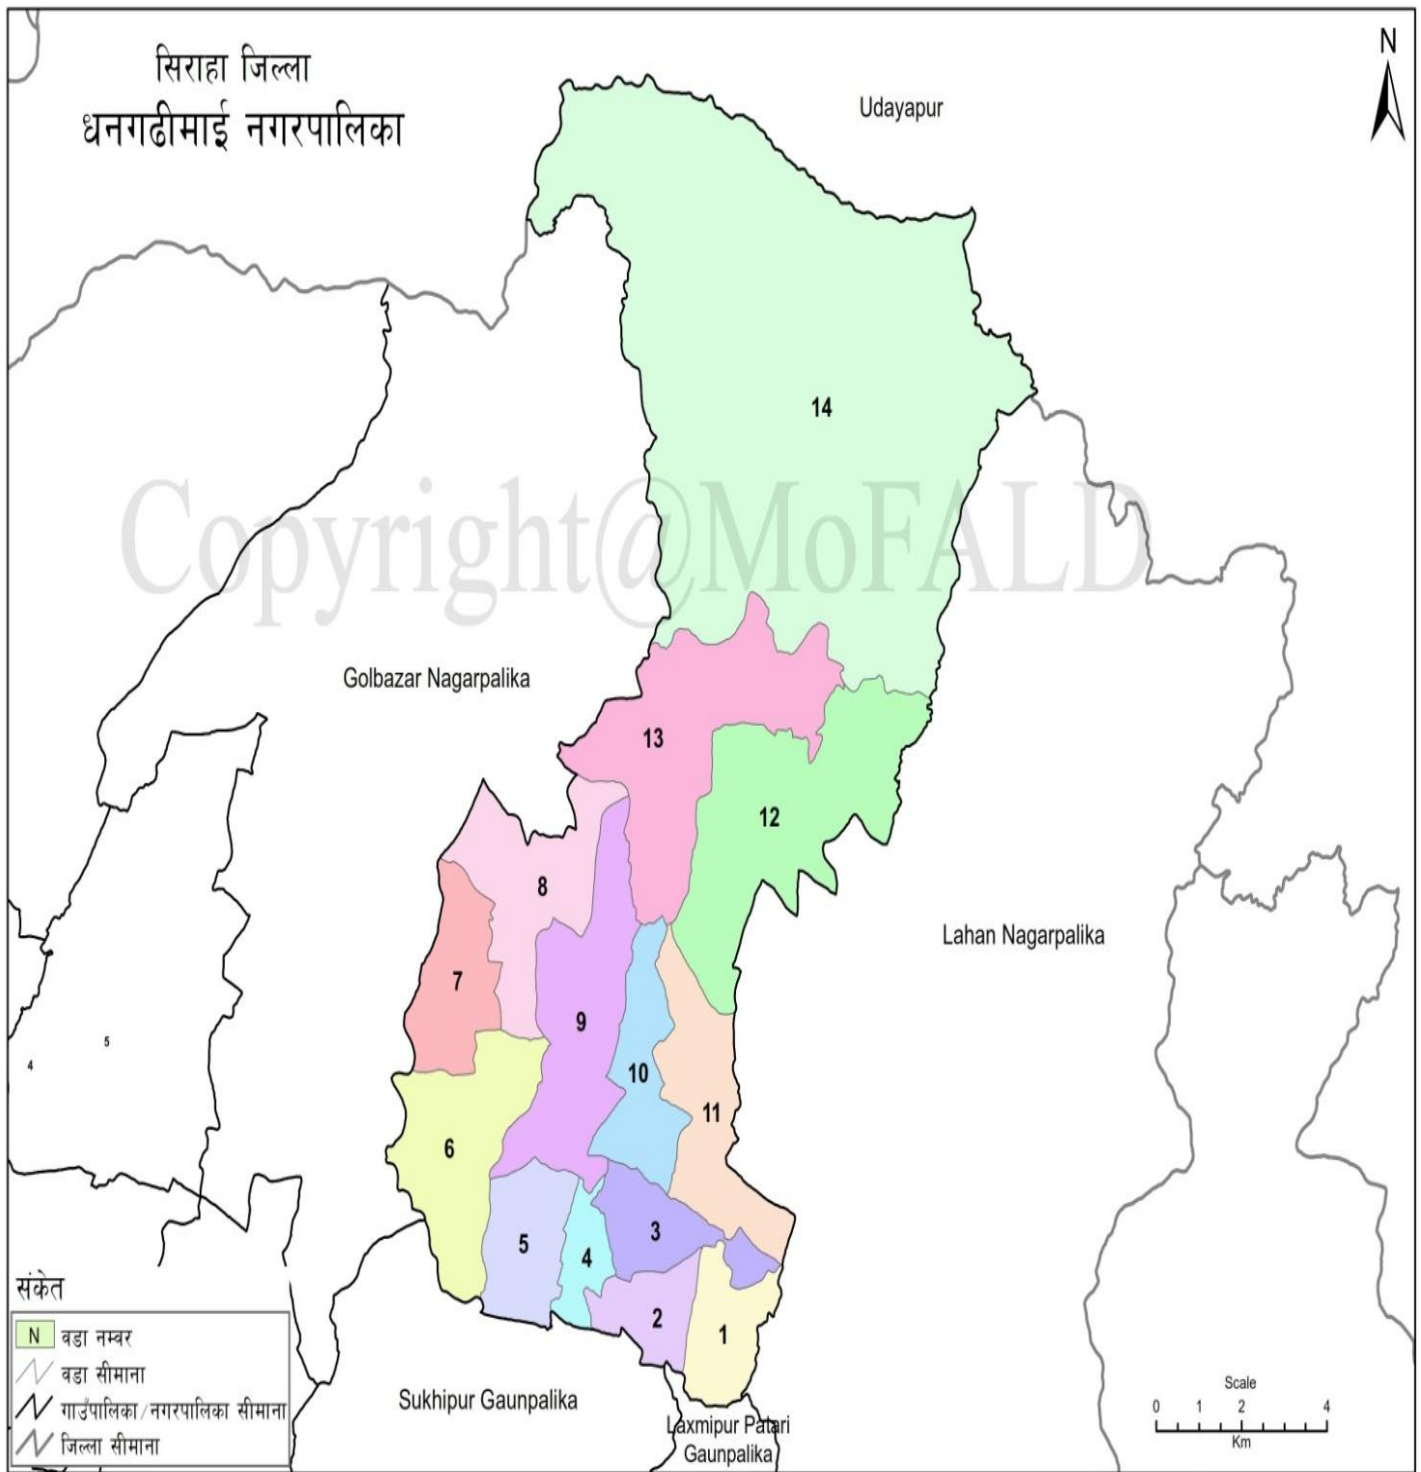 सिराहा जिल्ला
धनगढीमाई नगरपालिका
N
Udayapur
14
Copyright@MoFALD
Golbazar Nagarpalika
13
12
8
Lahan Nagarpalika
7
9
5
4
10
11
6
3
5
4
2
1
संकेत
N वडा नम्वर
वडा सीमाना
गाउँपालिका/नगरपालिका सीमाना
जिल्ला सीमाना
Sukhipur Gaunpalika
Laxmipur Patari
Gaunpalika
Scale
0 1 2 4
Km